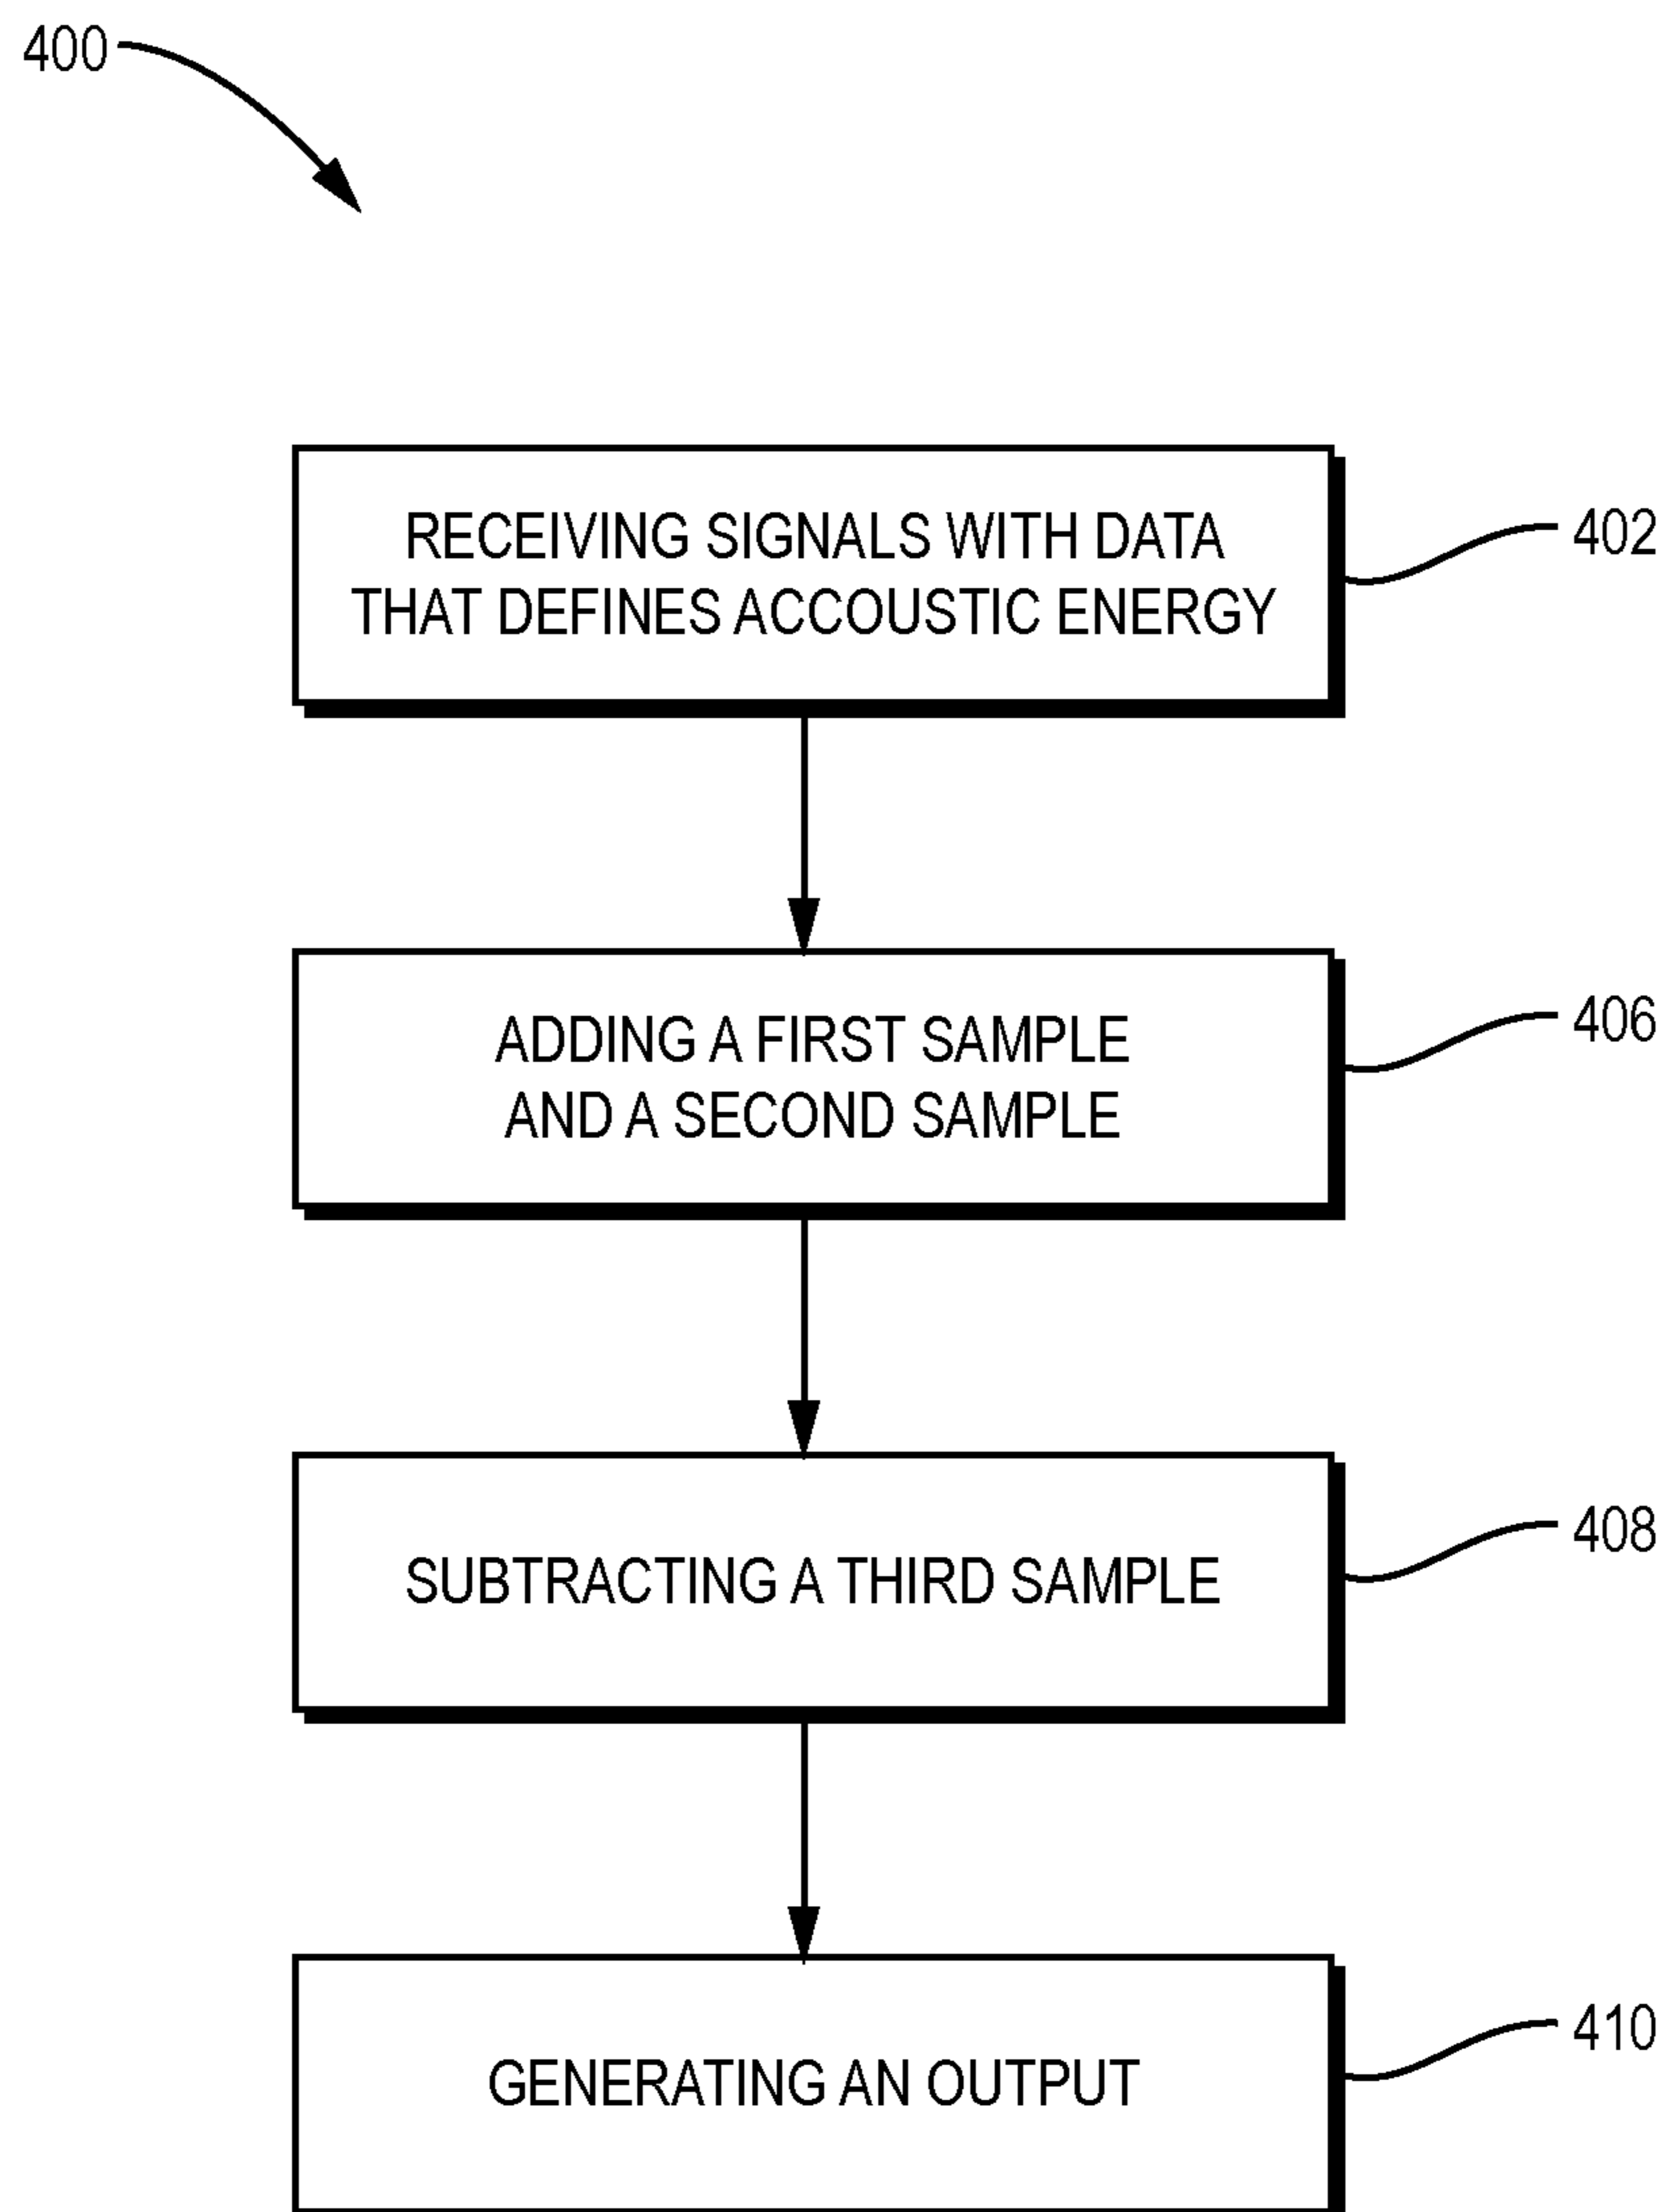 400
RECEIVING SIGNALS WITH DATA
THAT DEFINES ACCOUSTIC ENERGY
402
ADDING A FIRST SAMPLE
AND A SECOND SAMPLE
406
SUBTRACTING A THIRD SAMPLE
408
GENERATING AN OUTPUT
410